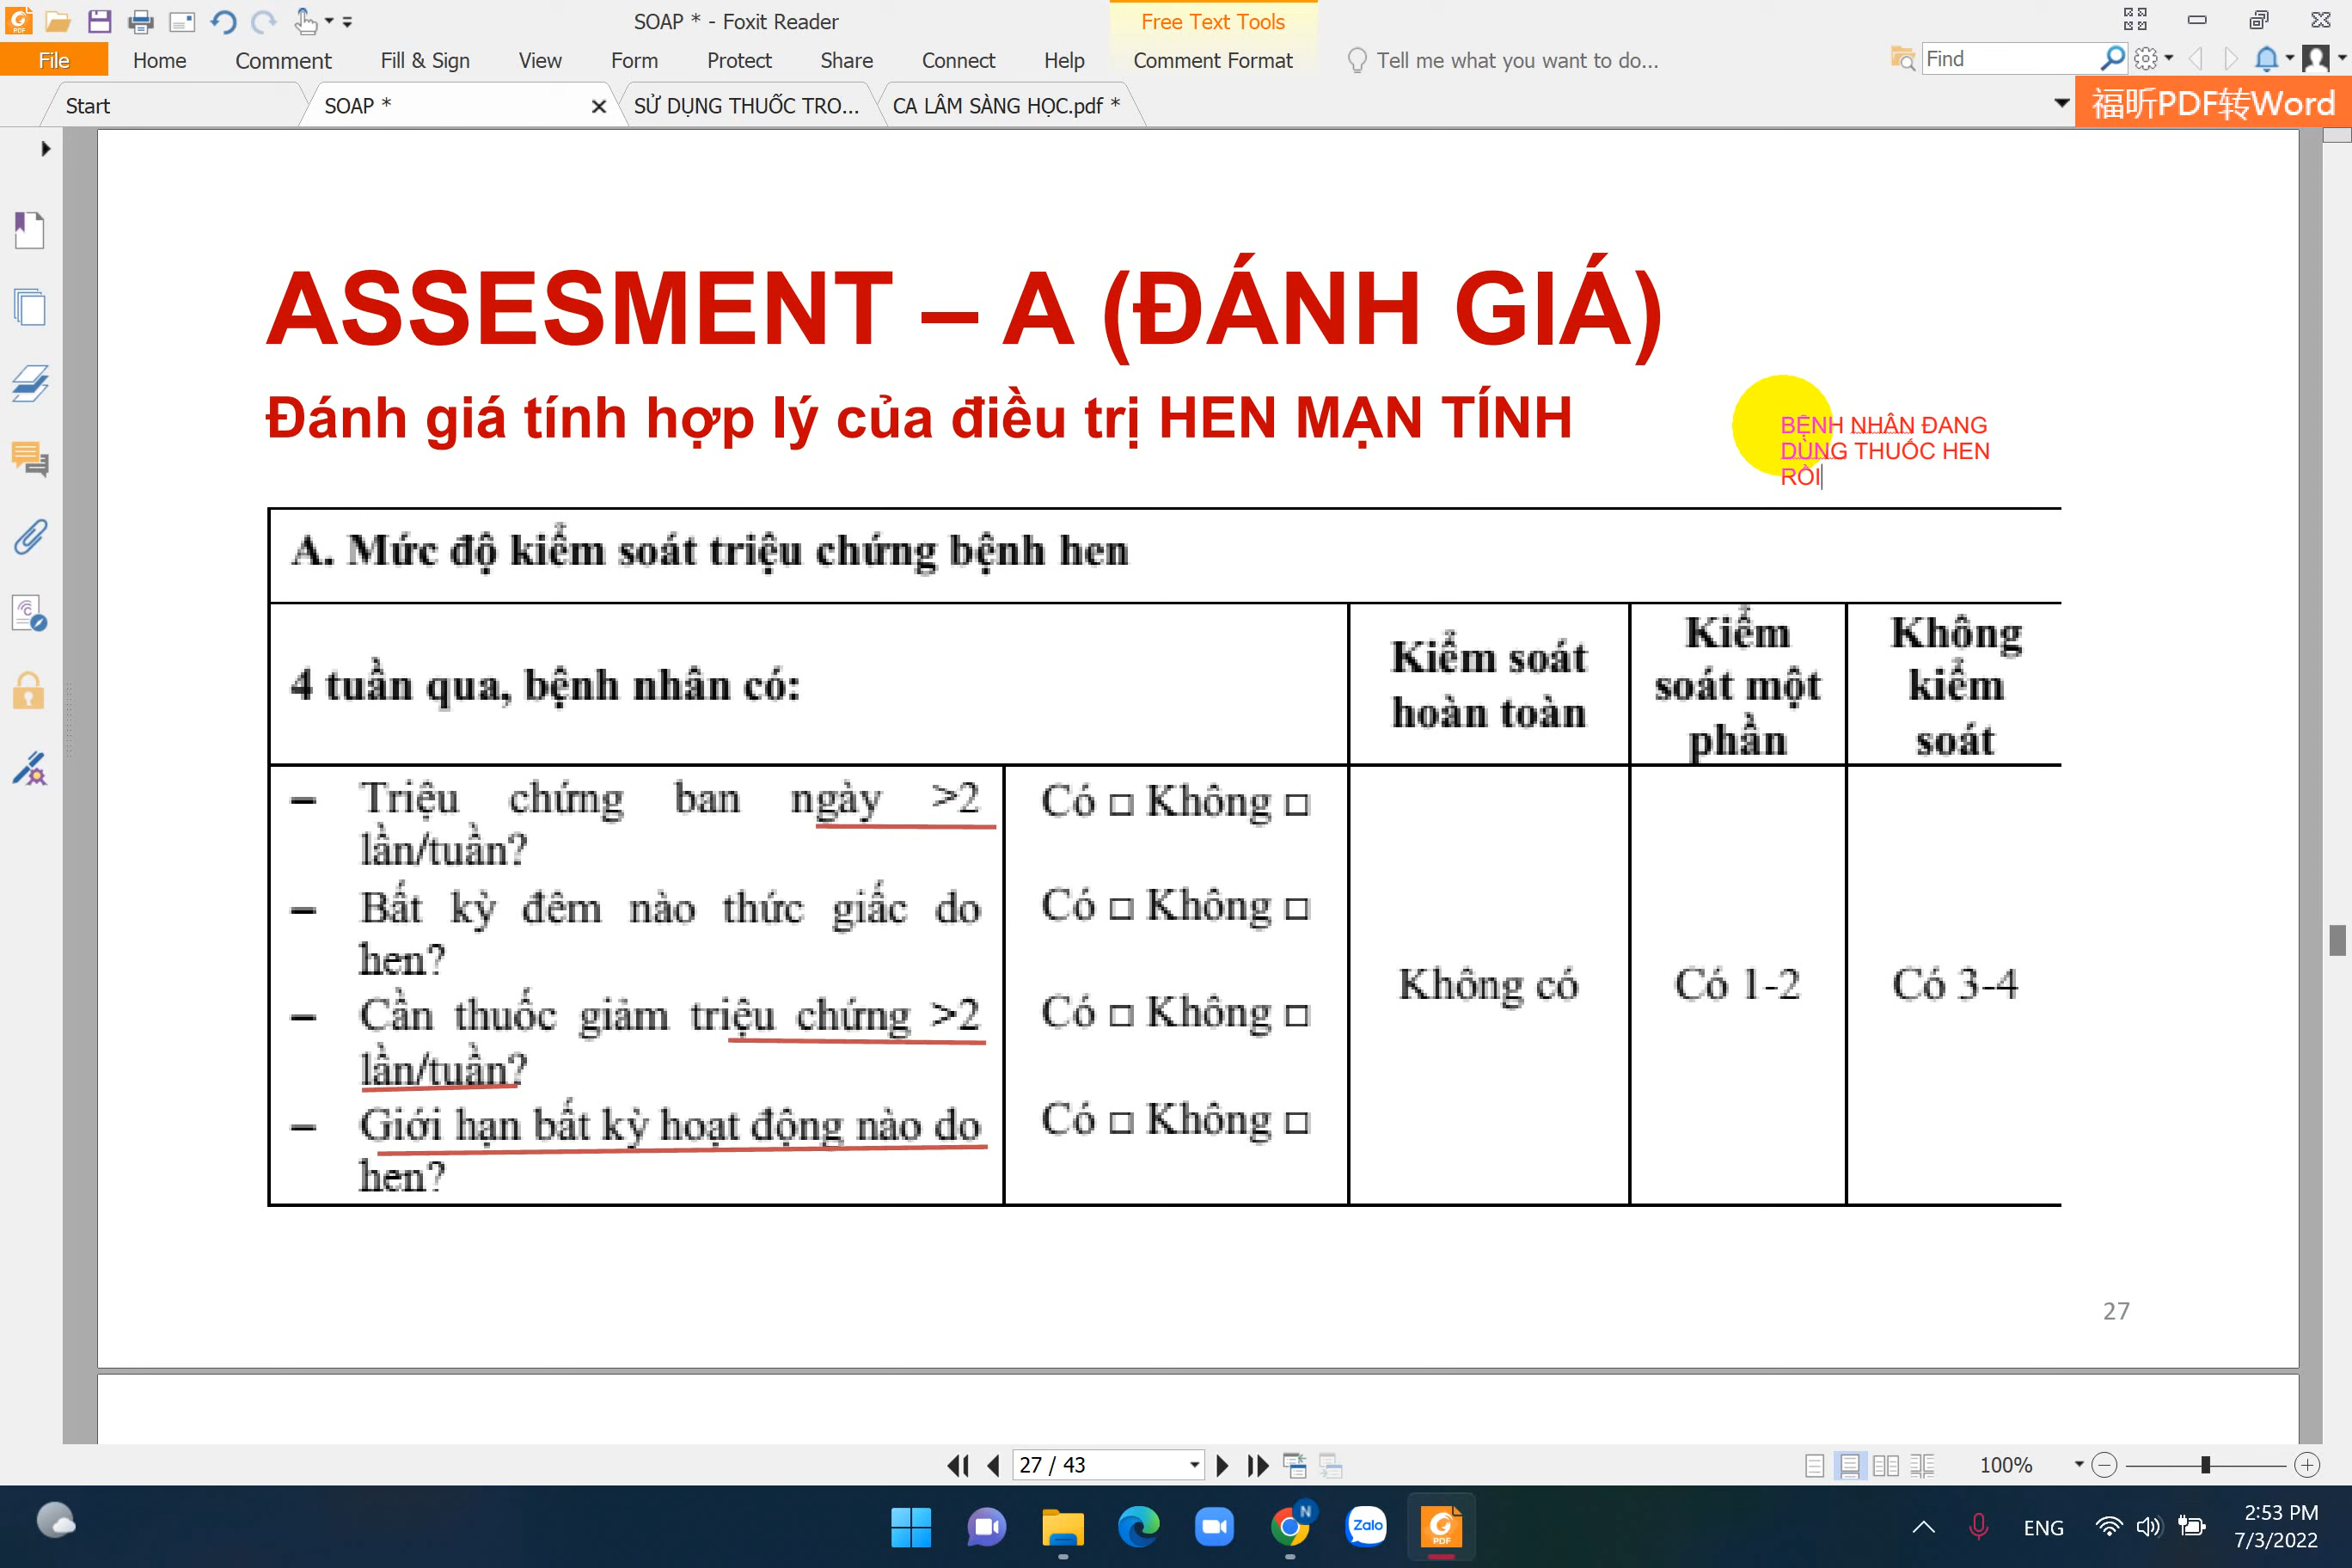 SOAP * - Foxit Reader
Free Text Tools
File
Home
Comment
Fill & Sign
View
Form
Protect
Share
Connect
Help
Comment Format
Tell me what you want to do...
Find
Start
SOAP *
SỬ DỤNG THUỐC TRO...
CA LÂM SÀNG HỌC.pdf *
福昕PDF转Word
ASSESMENT – A (ĐÁNH GIÁ)
Đánh giá tính hợp lý của điều trị HEN MẠN TÍNH
BỆNH NHÂN ĐANG
DÙNG THUỐC HEN
RỒI
A. Mức độ kiểm soát triệu chứng bệnh hen
4 tuần qua, bệnh nhân có:
Kiểm soát
hoàn toàn
Kiểm
soát một
phần
Không
kiểm
soát
– Triệu chứng ban ngày >2
lần/tuần?
Có □ Không □
– Bất kỳ đêm nào thức giấc do
hen?
Có □ Không □
– Cần thuốc giảm triệu chứng >2
lần/tuần?
Có □ Không □
– Giới hạn bất kỳ hoạt động nào do
hen?
Có □ Không □
Không có
Có 1-2
Có 3-4
27
27 / 43
100%
N
Zalo
PDF
ENG
2:53 PM
7/3/2022